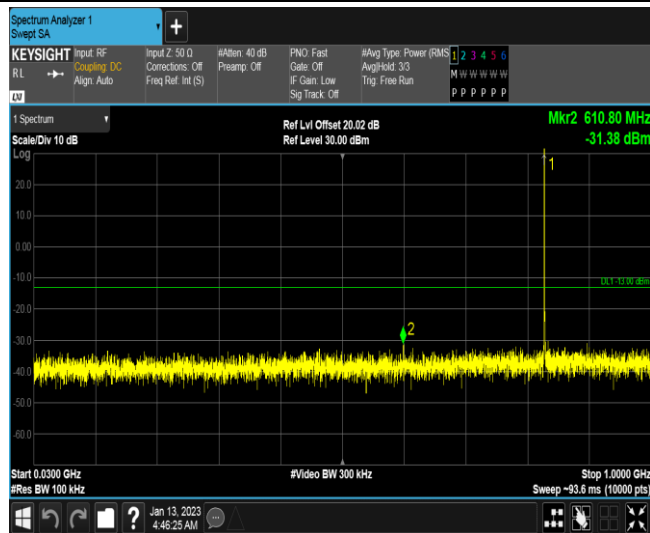 Spectrum Analyzer 1
Swept SA
+
KEYSIGHT
RL
LXI
Input: RF
Coupling: DC
Align: Auto
Input Z: 50 Ω
Corrections: Off
Freq Ref: Int (S)
#Atten: 40 dB
Preamp: Off
PNO: Fast
Gate: Off
IF Gain: Low
Sig Track: Off
#Avg Type: Power (RMS
Avg|Hold: 3/3
Trig: Free Run
1 2 3 4 5 6
M W W W W W
P P P P P P
1 Spectrum
Scale/Div 10 dB
Log
Ref Lvl Offset 20.02 dB
Ref Level 30.00 dBm
Mkr2 610.80 MHz
-31.38 dBm
1
20.0
10.0
0.00
-10.0
DL1 -13.00 dBm
-20.0
-30.0
2
-40.0
-50.0
-60.0
Start 0.0300 GHz
#Res BW 100 kHz
#Video BW 300 kHz
Stop 1.0000 GHz
Sweep ~93.6 ms (10000 pts)
?
Jan 13, 2023
4:46:25 AM